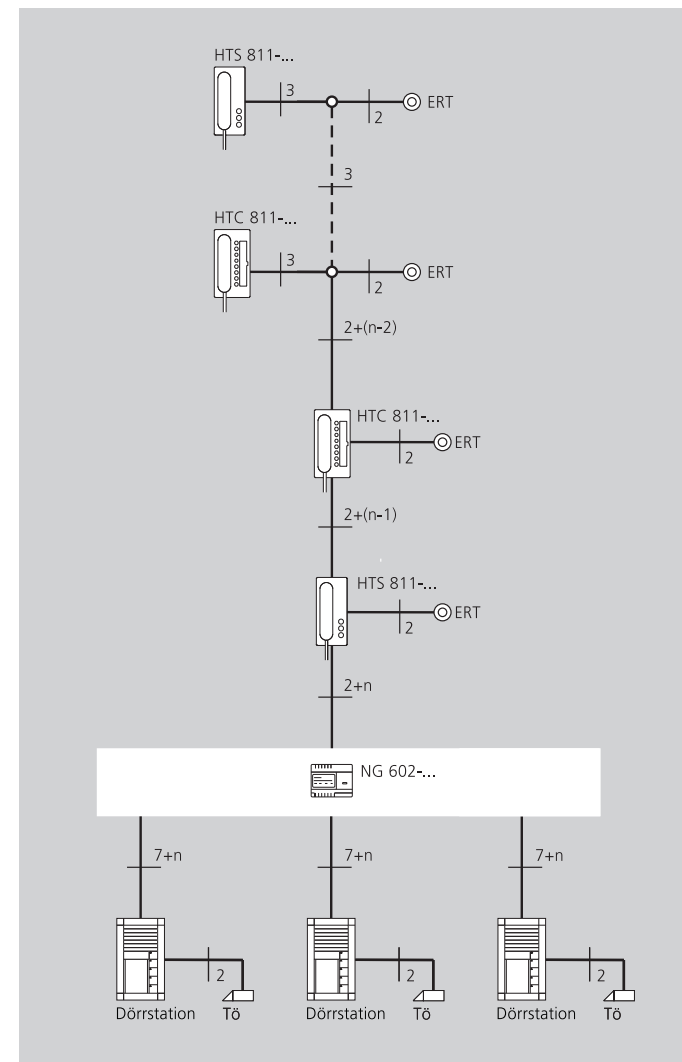 HTS 811-...
3
2
ERT
3
HTC 811-...
3
2
ERT
2+(n-2)
HTC 811-...
2
ERT
2+(n-1)
HTS 811-...
2
ERT
2+n
NG 602-...
7+n 7+n 7+n
2 2 2
Dörrstation Tö Dörrstation Tö Dörrstation Tö